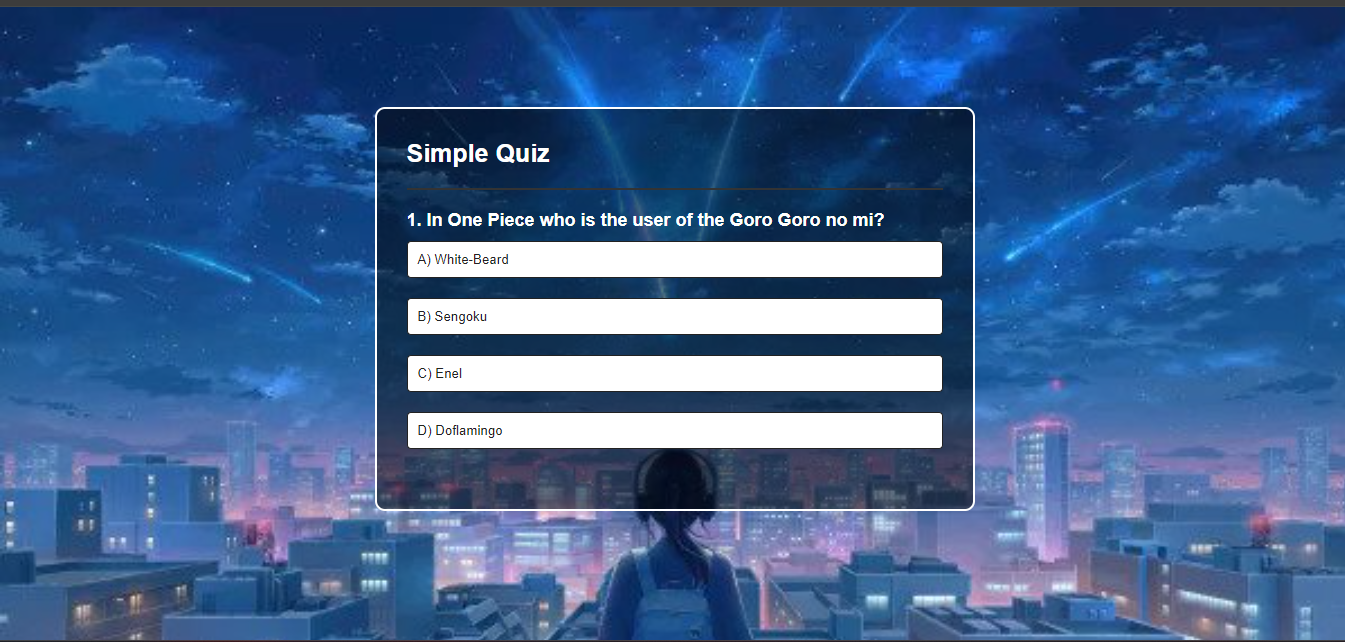 Simple Quiz
1. In One Piece who is the user of the Goro Goro no mi?
A) White-Beard
B) Sengoku
C) Enel
D) Doflamingo